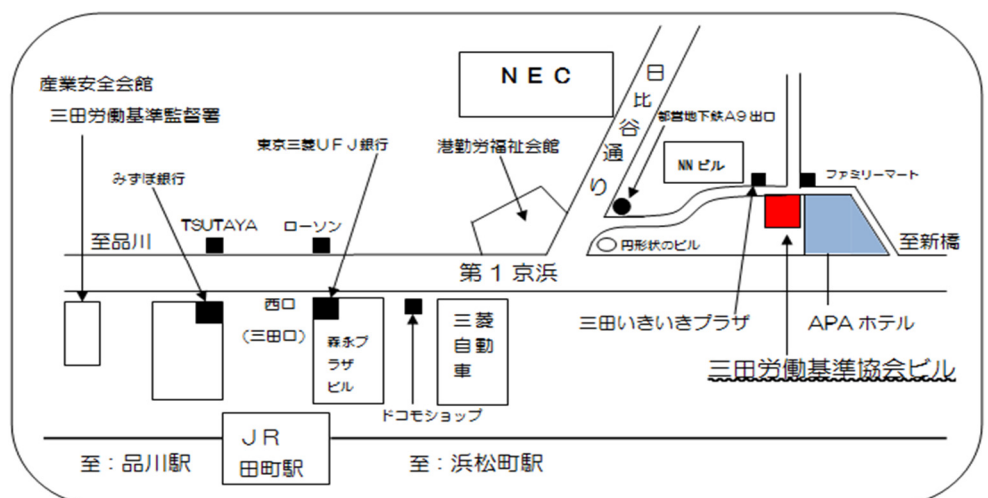 NEC
日比谷通り
産業安全会館
三田労働基準監督署
東京三菱UFJ銀行
港勤労福祉会館
都営地下鉄A9出口
NNビル
みずほ銀行
ファミリーマート
TSUTAYA
ローソン
至品川
円形状のビル
至新橋
第1京浜
西口
(三田口)
森永プ
ラザ
ビル
三菱
自動
車
三田いきいきプラザ
APAホテル
三田労働基準協会ビル
ドコモショップ
JR
田町駅
至:品川駅
至:浜松町駅